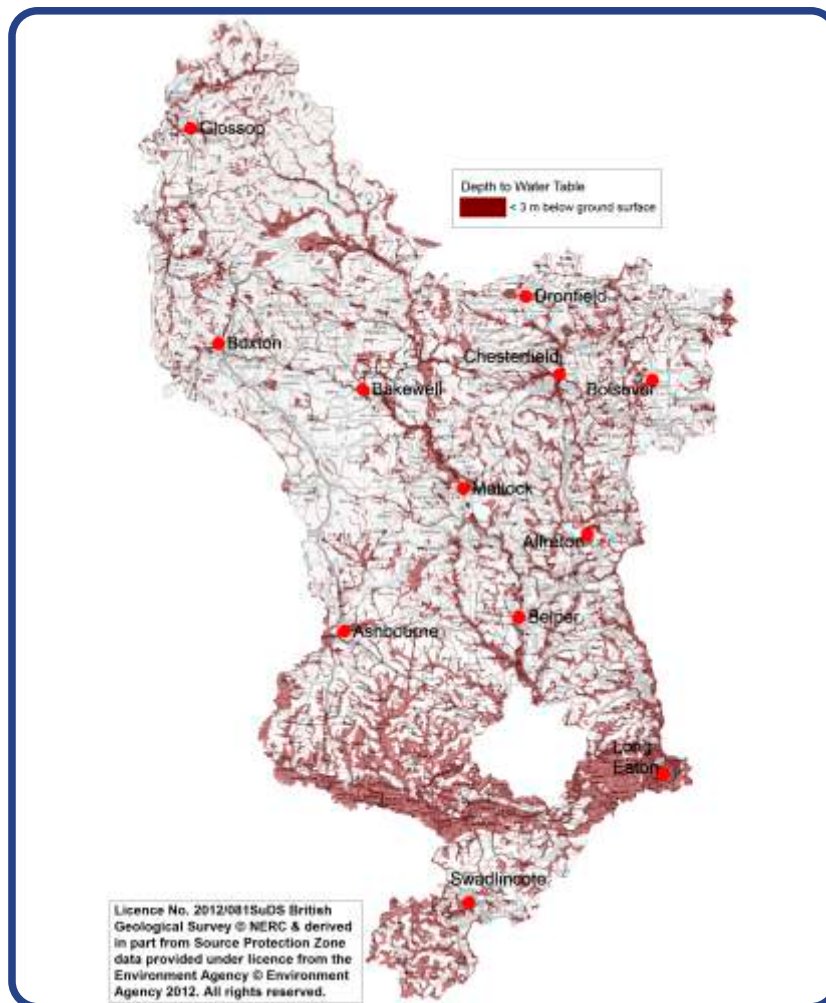 Glossop
Depth to Water Table
< 3 m below ground surface
Dronfield
Buxton
Chesterfield
Bolsover
Bakewell
Matlock
Alfreton
Belper
Ashbourne
Long
Eaton
Swadlincote
Licence No. 2012/081SuDS British
Geological Survey © NERC & derived
in part from Source Protection Zone
data provided under licence from the
Environment Agency © Environment
Agency 2012. All rights reserved.